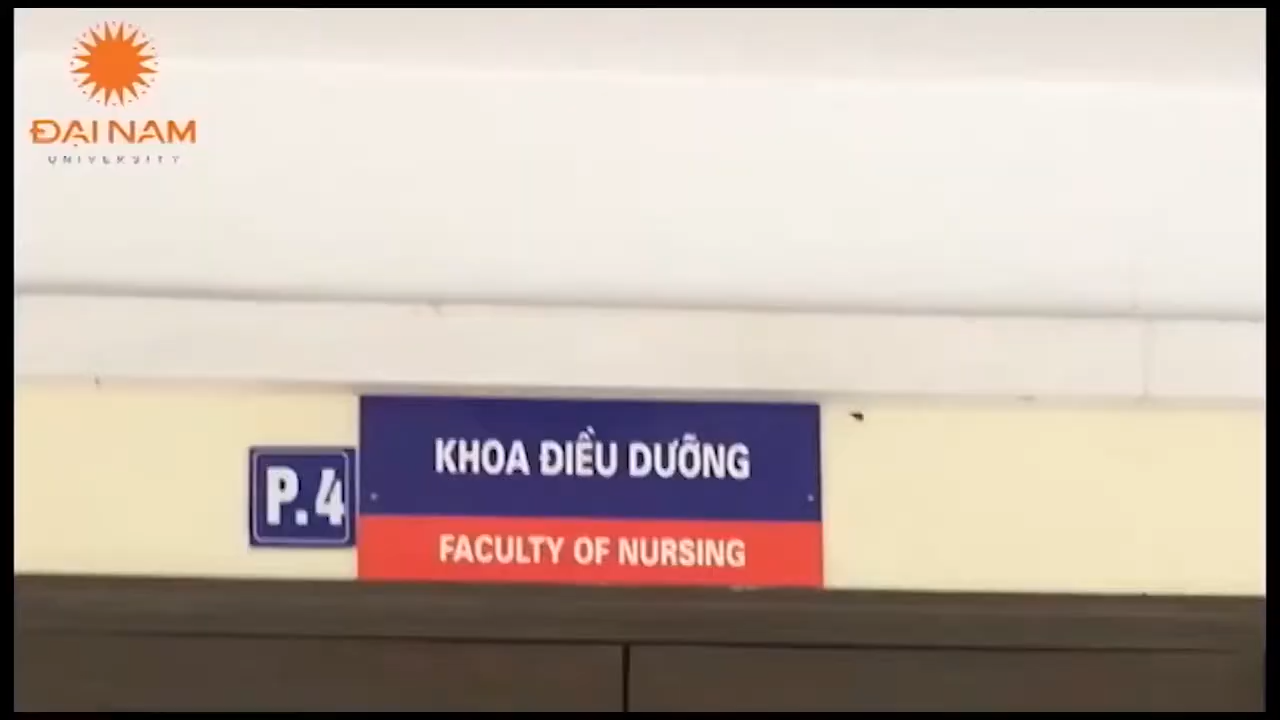 ĐẠI NAM
UNIVERSITY
P.4
KHOA ĐIỀU DƯỠNG
FACULTY OF NURSING